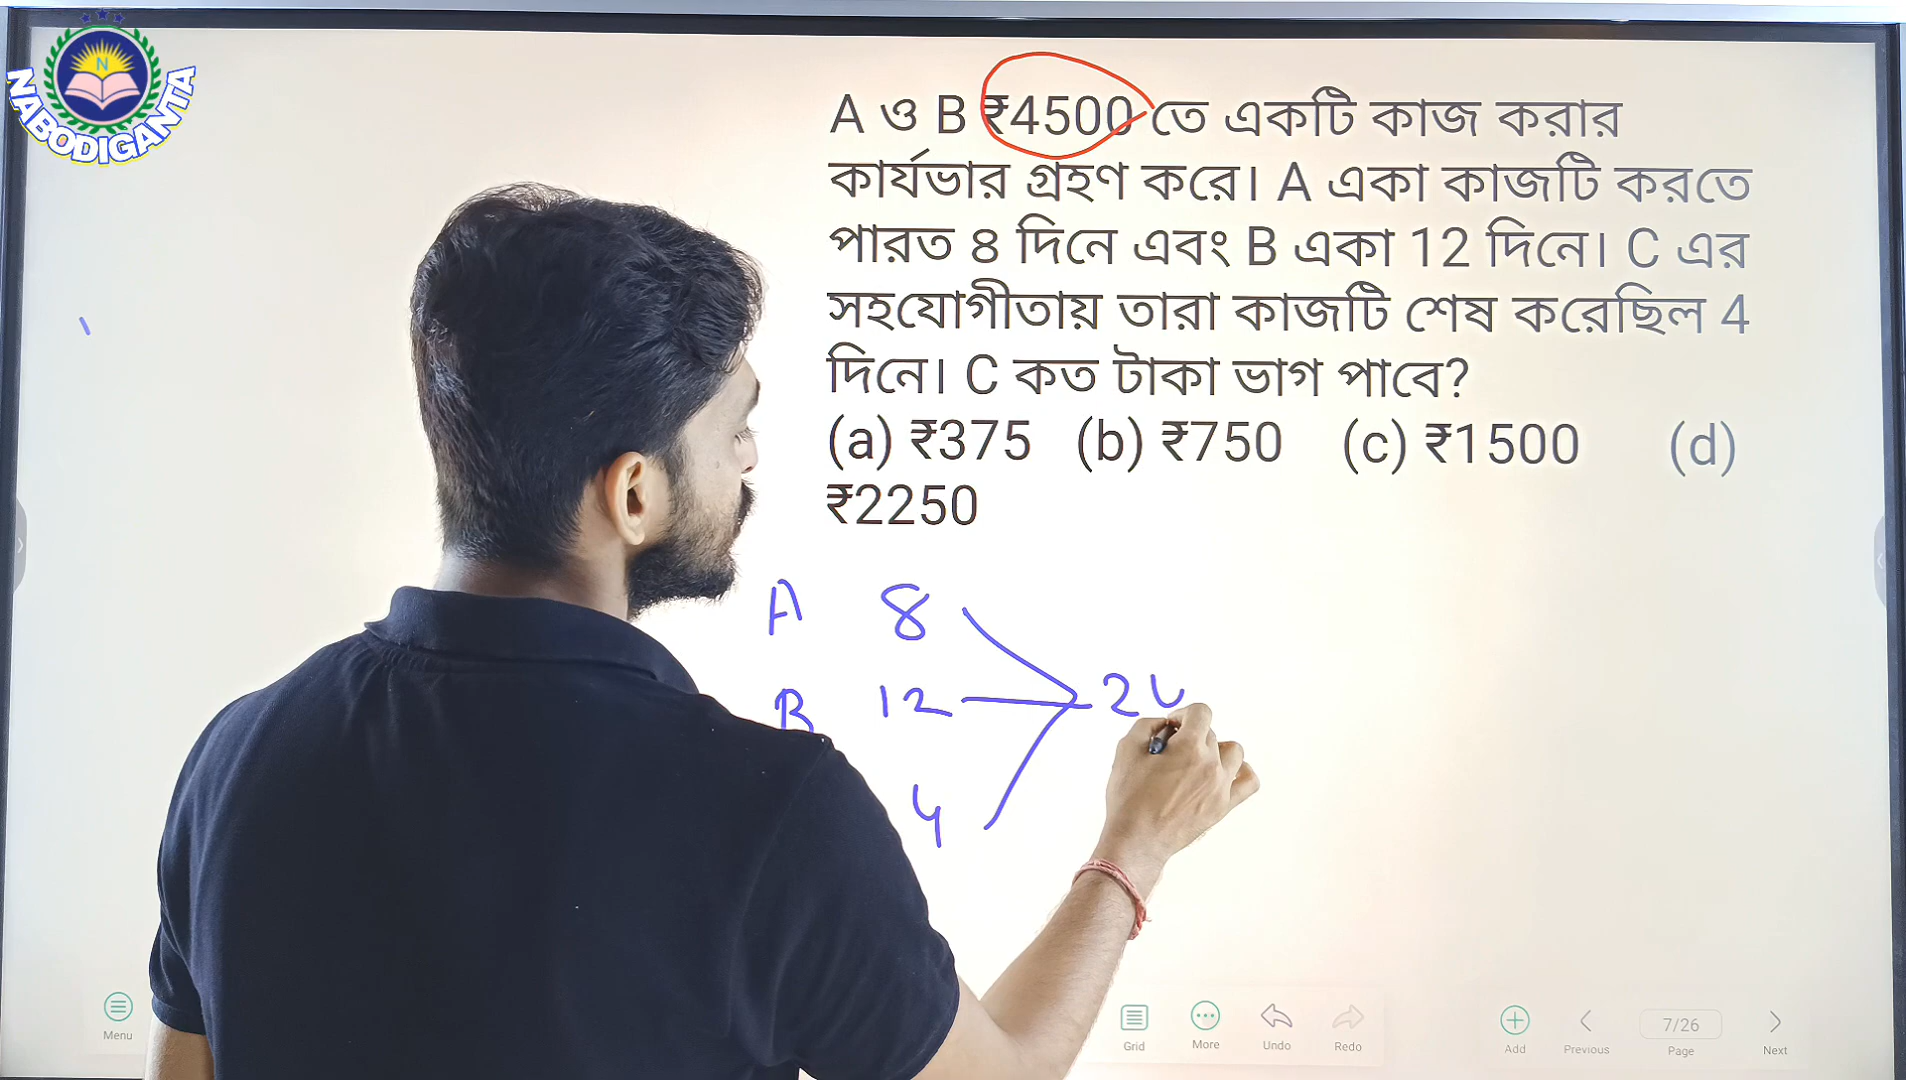 N
NABODIGANTA
A ও B ₹4500 তে একটি কাজ করার
কার্যভার গ্রহণ করে। A একা কাজটি করতে
পারত ৪ দিনে এবং B একা 12 দিনে। C এর
সহযোগীতায় তারা কাজটি শেষ করেছিল 4
দিনে। C কত টাকা ভাগ পাবে?
(a) ₹375 (b) ₹750 (c) ₹1500 (d)
₹2250
A 8
B 12 2
4
Menu
Grid
More
Undo
Redo
Add
Previous
7/26
Page
Next